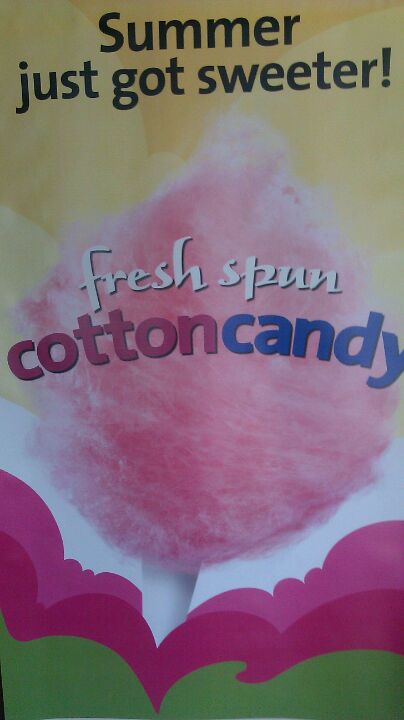 Summer
just got sweeter!
fresh spun
cottoncandy